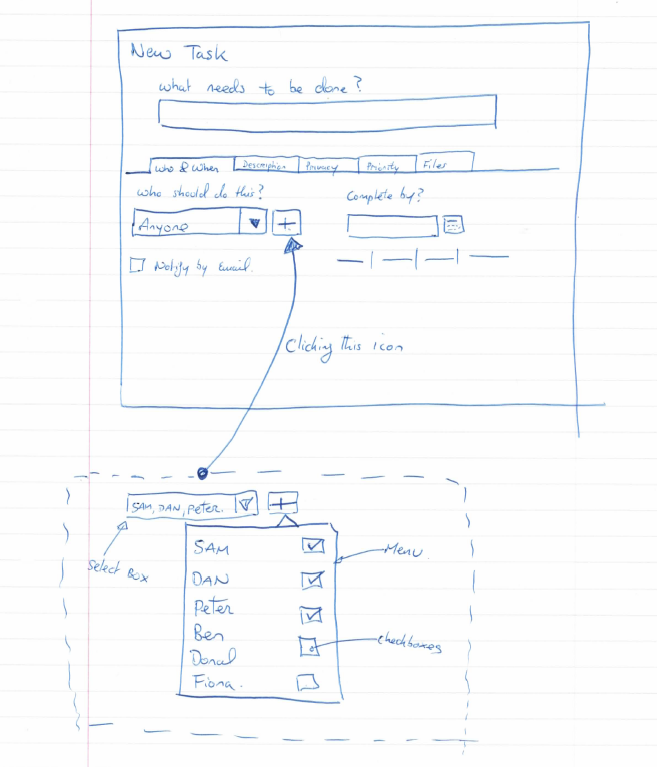 New Task
what needs to be done?
who & when Description Privacy Priority Files
who should do this? Complete by?
Anyone
Notify by Email.
Clicking this icon
SAM, DAN, Peter.
Select Box
Menu.
SAM
DAN
Peter
Ben
Donal
Fiona.
checkboxes